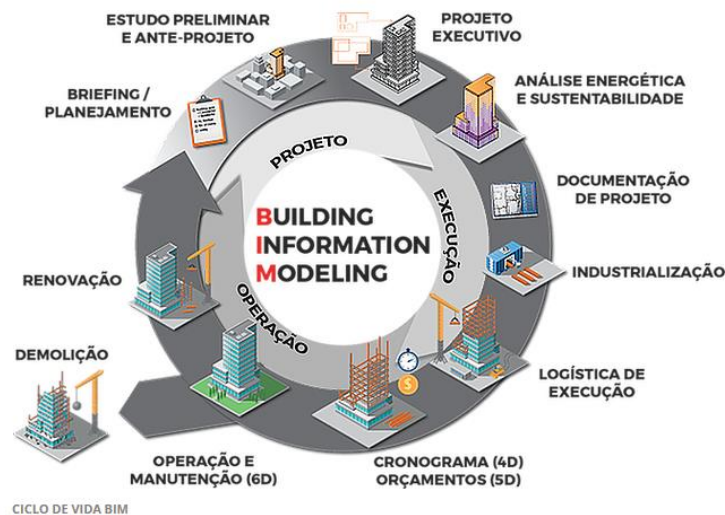 ESTUDO PRELIMINAR
E ANTE-PROJETO
PROJETO
EXECUTIVO
BRIEFING /
PLANEJAMENTO
ANÁLISE ENERGÉTICA
E SUSTENTABILIDADE
PROJETO
DOCUMENTAÇÃO
DE PROJETO
EXECUÇÃO
BUILDING
INFORMATION
MODELING
INDUSTRIALIZAÇÃO
RENOVAÇÃO
OPERAÇÃO
DEMOLIÇÃO
LOGÍSTICA DE
EXECUÇÃO
OPERAÇÃO E
MANUTENÇÃO (6D)
CRONOGRAMA (4D)
ORÇAMENTOS (5D)
CICLO DE VIDA BIM